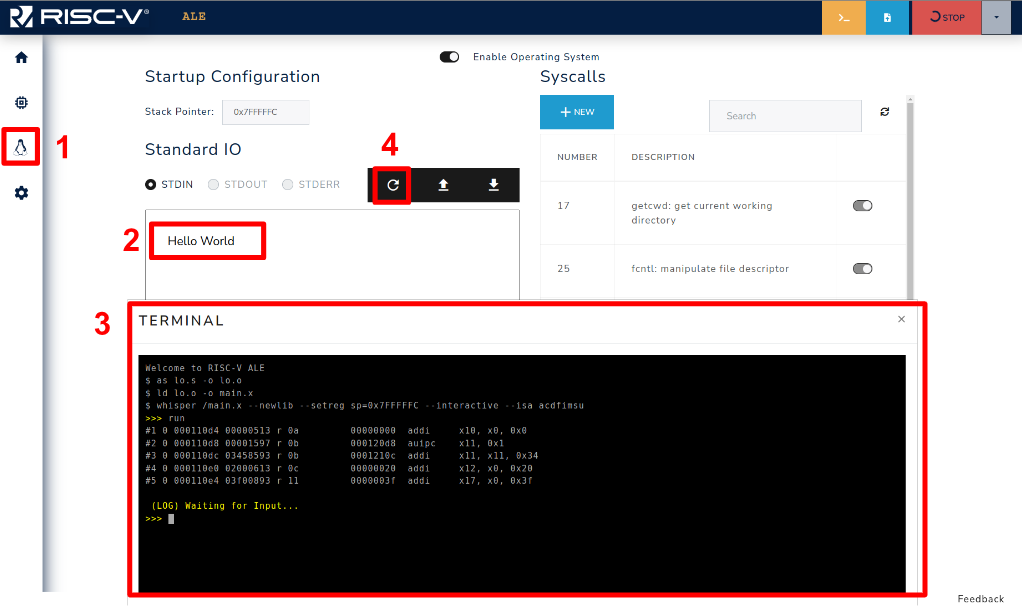 RISC-V® ALE >_ STOP
Enable Operating System
Startup Configuration
Syscalls
Stack Pointer: 0x7FFFFFC
+ NEW
Search
1
Standard IO
4
NUMBER DESCRIPTION
STDIN STDOUT STDERR
17 getcwd: get current working
directory
2
Hello World
25 fcntl: manipulate file descriptor
3
TERMINAL ×
Welcome to RISC-V ALE
$ as lo.s -o lo.o
$ ld lo.o -o main.x
$ whisper /main.x --newlib --setreg sp=0x7FFFFFC --interactive --isa acdfimsu
>>> run
#1 0 000110d4 00000513 r 0a 00000000 addi x10, x0, 0x0
#2 0 000110d8 00001597 r 0b 000120d8 auipc x11, 0x1
#3 0 000110dc 03458593 r 0b 0001210c addi x11, x11, 0x34
#4 0 000110e0 02000613 r 0c 00000020 addi x12, x0, 0x20
#5 0 000110e4 03f00893 r 11 0000003f addi x17, x0, 0x3f
(LOG) Waiting for Input...
>>>
Feedback